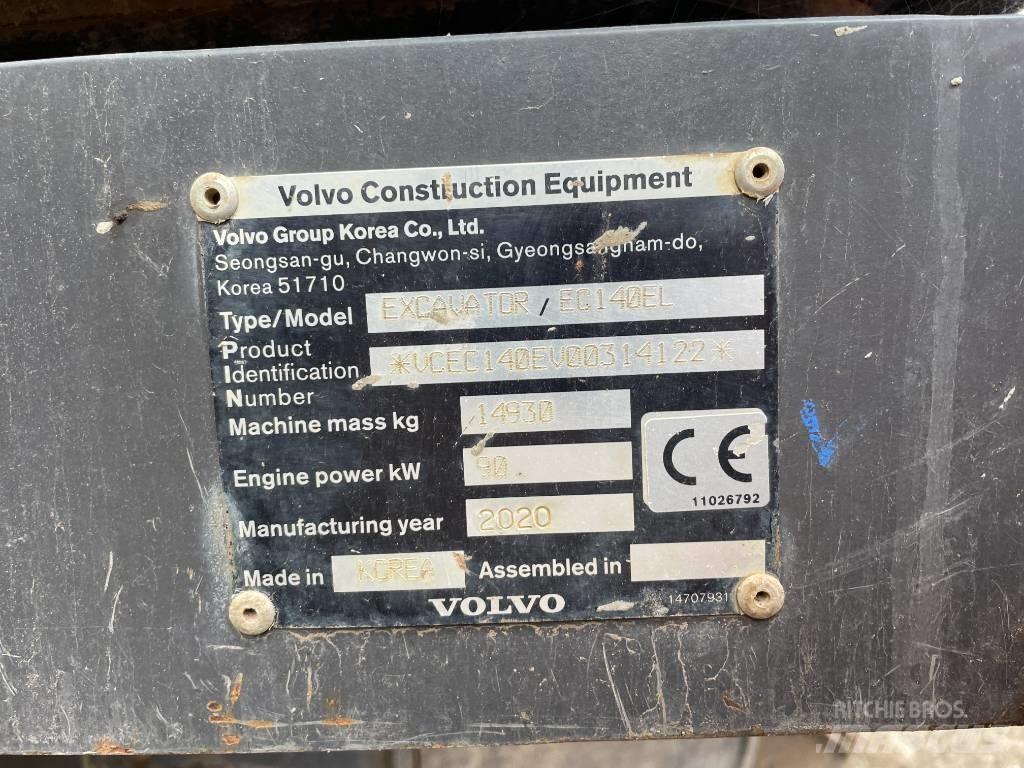 Volvo Construction Equipment
Volvo Group Korea Co., Ltd.
Seongsan-gu, Changwon-si, Gyeongsangnam-do,
Korea 51710
Type/Model EXCAVATOR / EC140EL
Product
Identification *VCEC140EV00314122*
Number
Machine mass kg 14930
Engine power kW 90
CE
11026792
Manufacturing year 2020
Made in KOREA Assembled in
VOLVO 14707931
RITCHIE BROS.